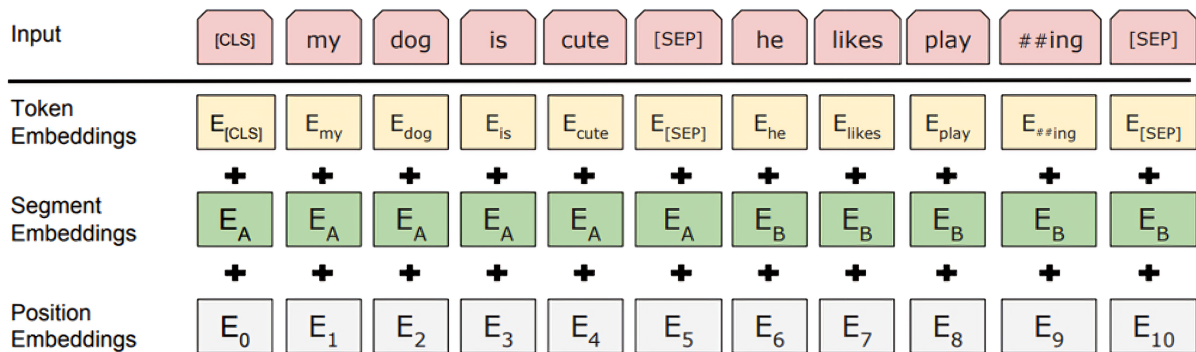 Input [CLS] my dog is cute [SEP] he likes play ##ing [SEP]
Token
Embeddings
E[CLS] Emy Edog Eis Ecute E[SEP] Ehe Elikes Eplay E##ing E[SEP]
+ + + + + + + + + + +
Segment
Embeddings
EA EA EA EA EA EA EB EB EB EB EB
+ + + + + + + + + + +
Position
Embeddings
E0 E1 E2 E3 E4 E5 E6 E7 E8 E9 E10